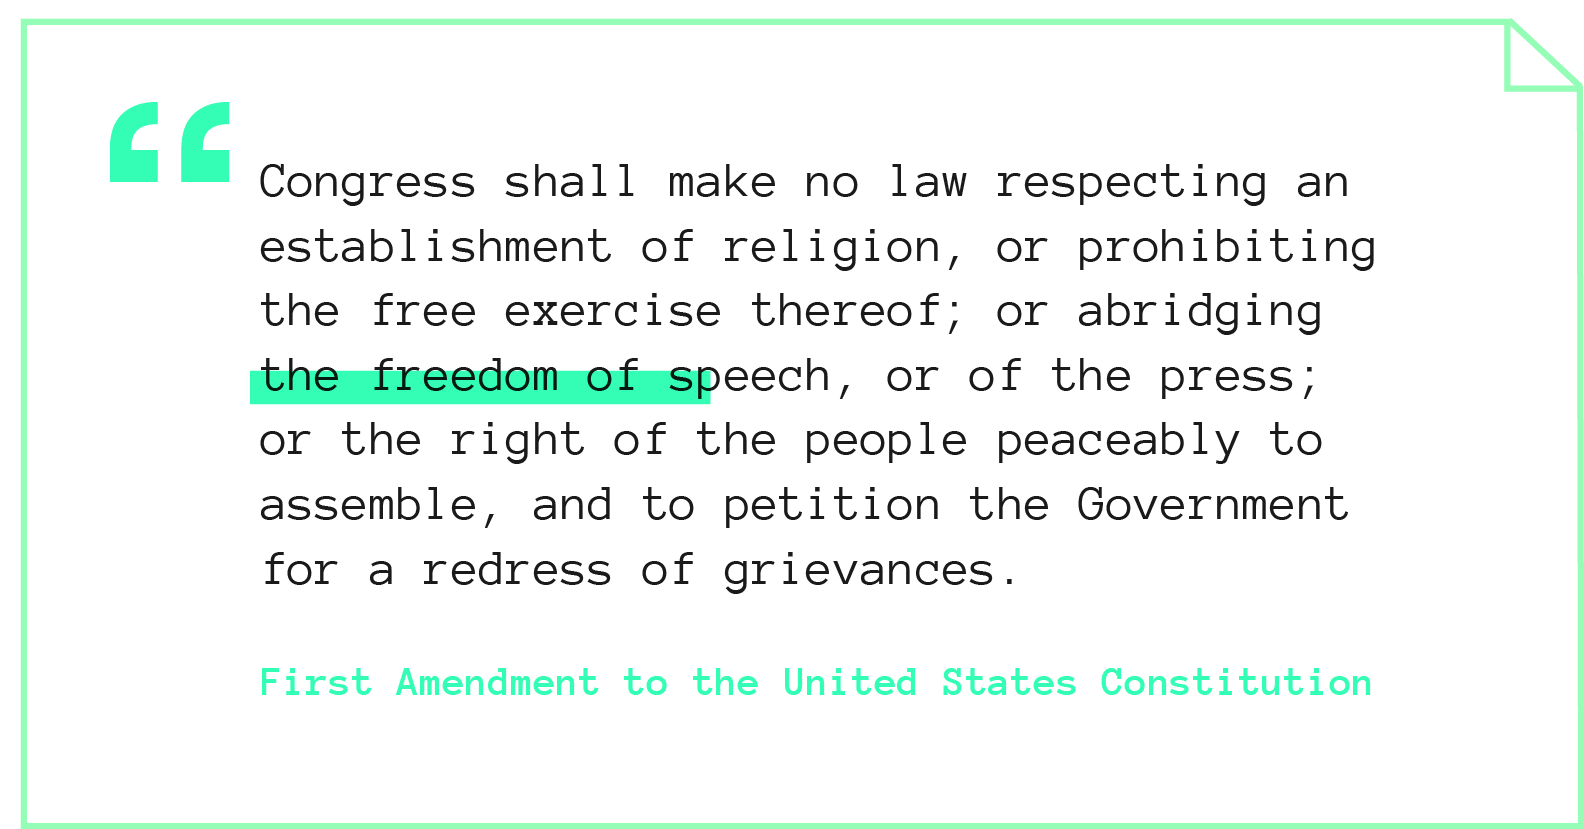 “
Congress shall make no law respecting an
establishment of religion, or prohibiting
the free exercise thereof; or abridging
the freedom of speech, or of the press;
or the right of the people peaceably to
assemble, and to petition the Government
for a redress of grievances.
First Amendment to the United States Constitution